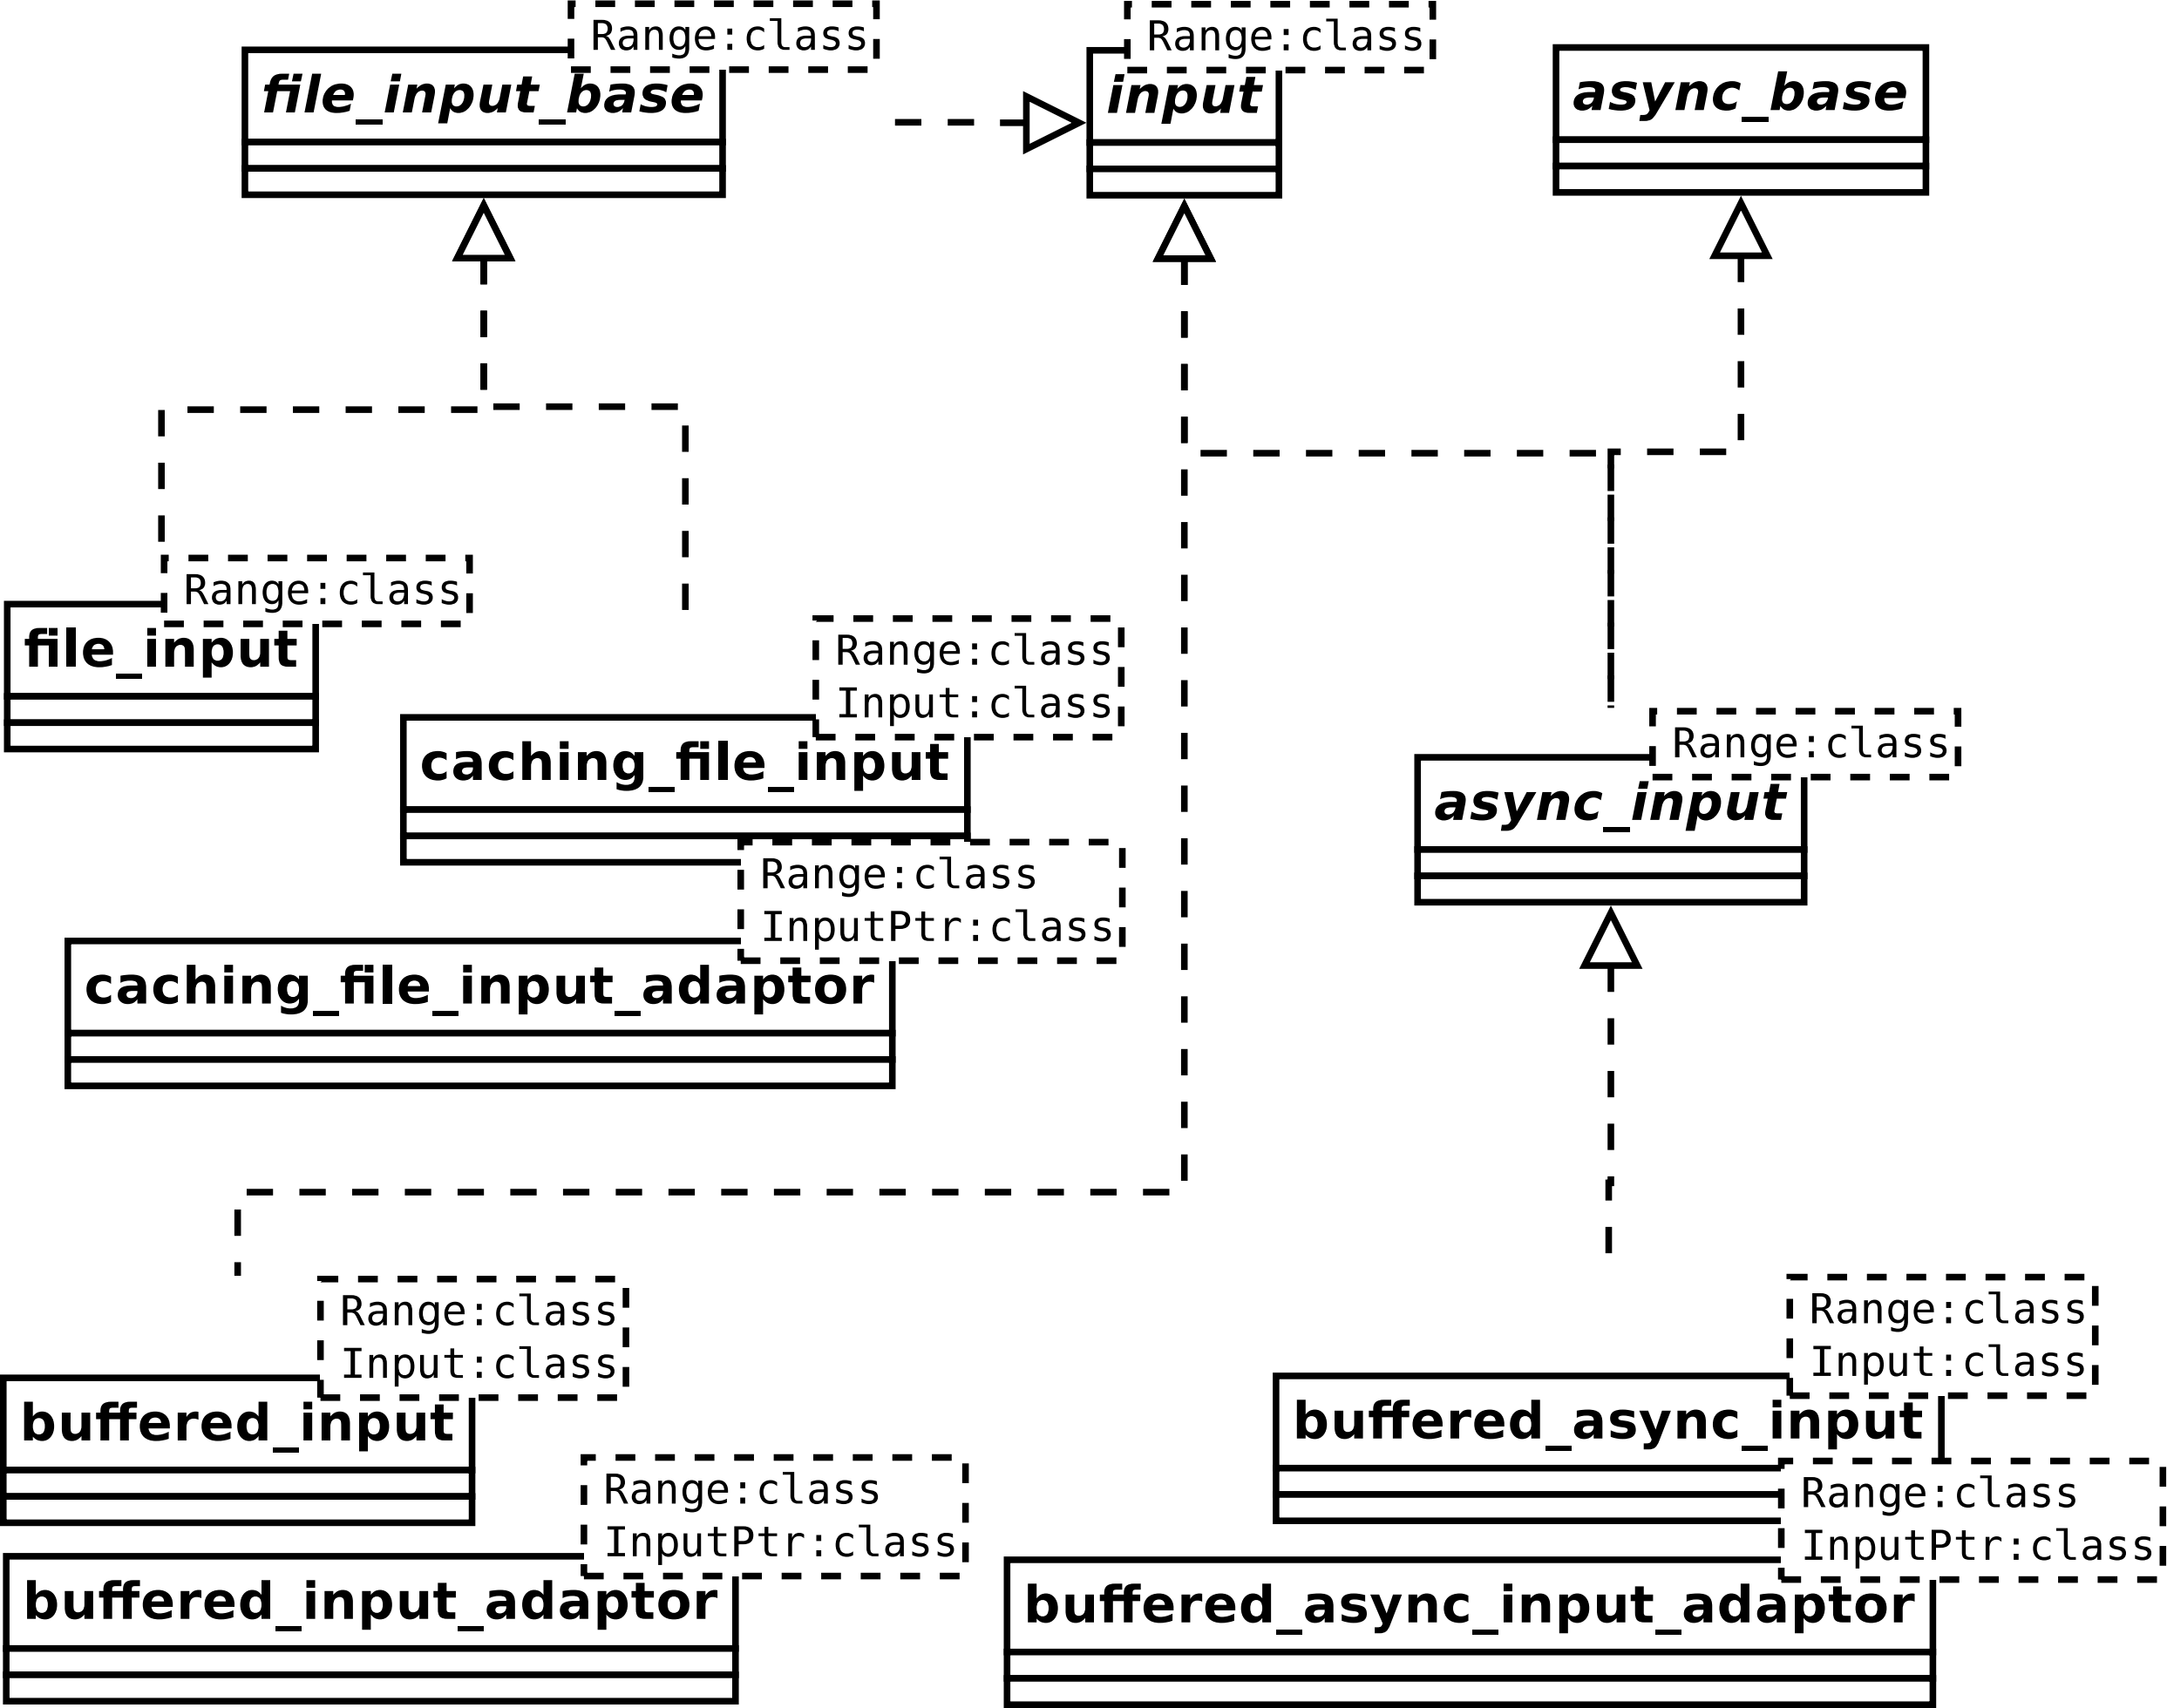 Range:class
file_input_base
Range:class
input
async_base
Range:class
file_input
Range:class
Input:class
caching_file_input
Range:class
async_input
Range:class
InputPtr:class
caching_file_input_adaptor
Range:class
Input:class
buffered_input
Range:class
Input:class
buffered_async_input
Range:class
InputPtr:class
buffered_input_adaptor
Range:class
InputPtr:class
buffered_async_input_adaptor